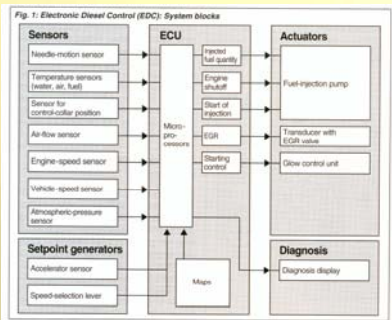 Fig. 1: Electronic Diesel Control (EDC): System blocks
Sensors
Needle-motion sensor
Temperature sensors
(water, air, fuel)
Sensor for
control-collar position
Air-flow sensor
Engine-speed sensor
Vehicle-speed sensor
Atmospheric-pressure
sensor
Setpoint generators
Accelerator sensor
Speed-selection lever
ECU
Micro-
pro-
cessors
Injected
fuel quantity
Engine
shutoff
Start of
injection
EGR
Starting
control
Maps
Actuators
Fuel-injection pump
Transducer with
EGR valve
Glow control unit
Diagnosis
Diagnosis display